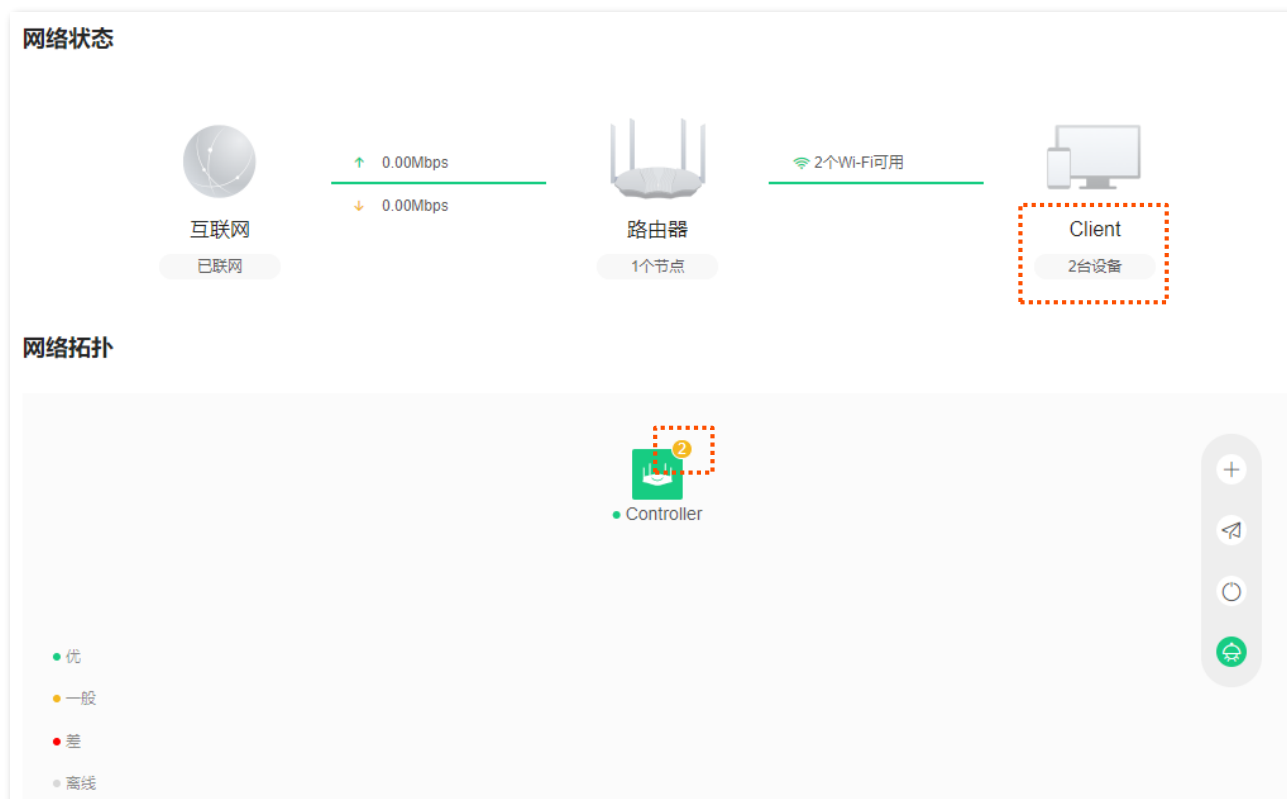 网络状态
↑ 0.00Mbps
2个Wi-Fi可用
↓ 0.00Mbps
互联网
路由器
Client
已联网
1个节点
2台设备
网络拓扑
2
Controller
优
一般
差
离线